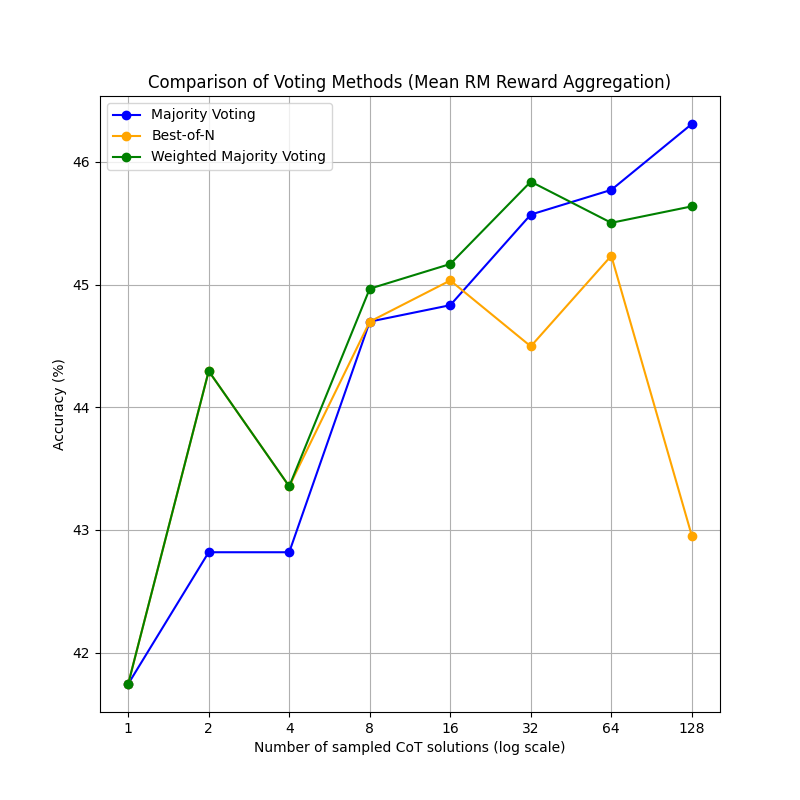 Comparison of Voting Methods (Mean RM Reward Aggregation)
Majority Voting
Best-of-N
Weighted Majority Voting
46
45
44
43
42
Accuracy (%)
1 2 4 8 16 32 64 128
Number of sampled CoT solutions (log scale)